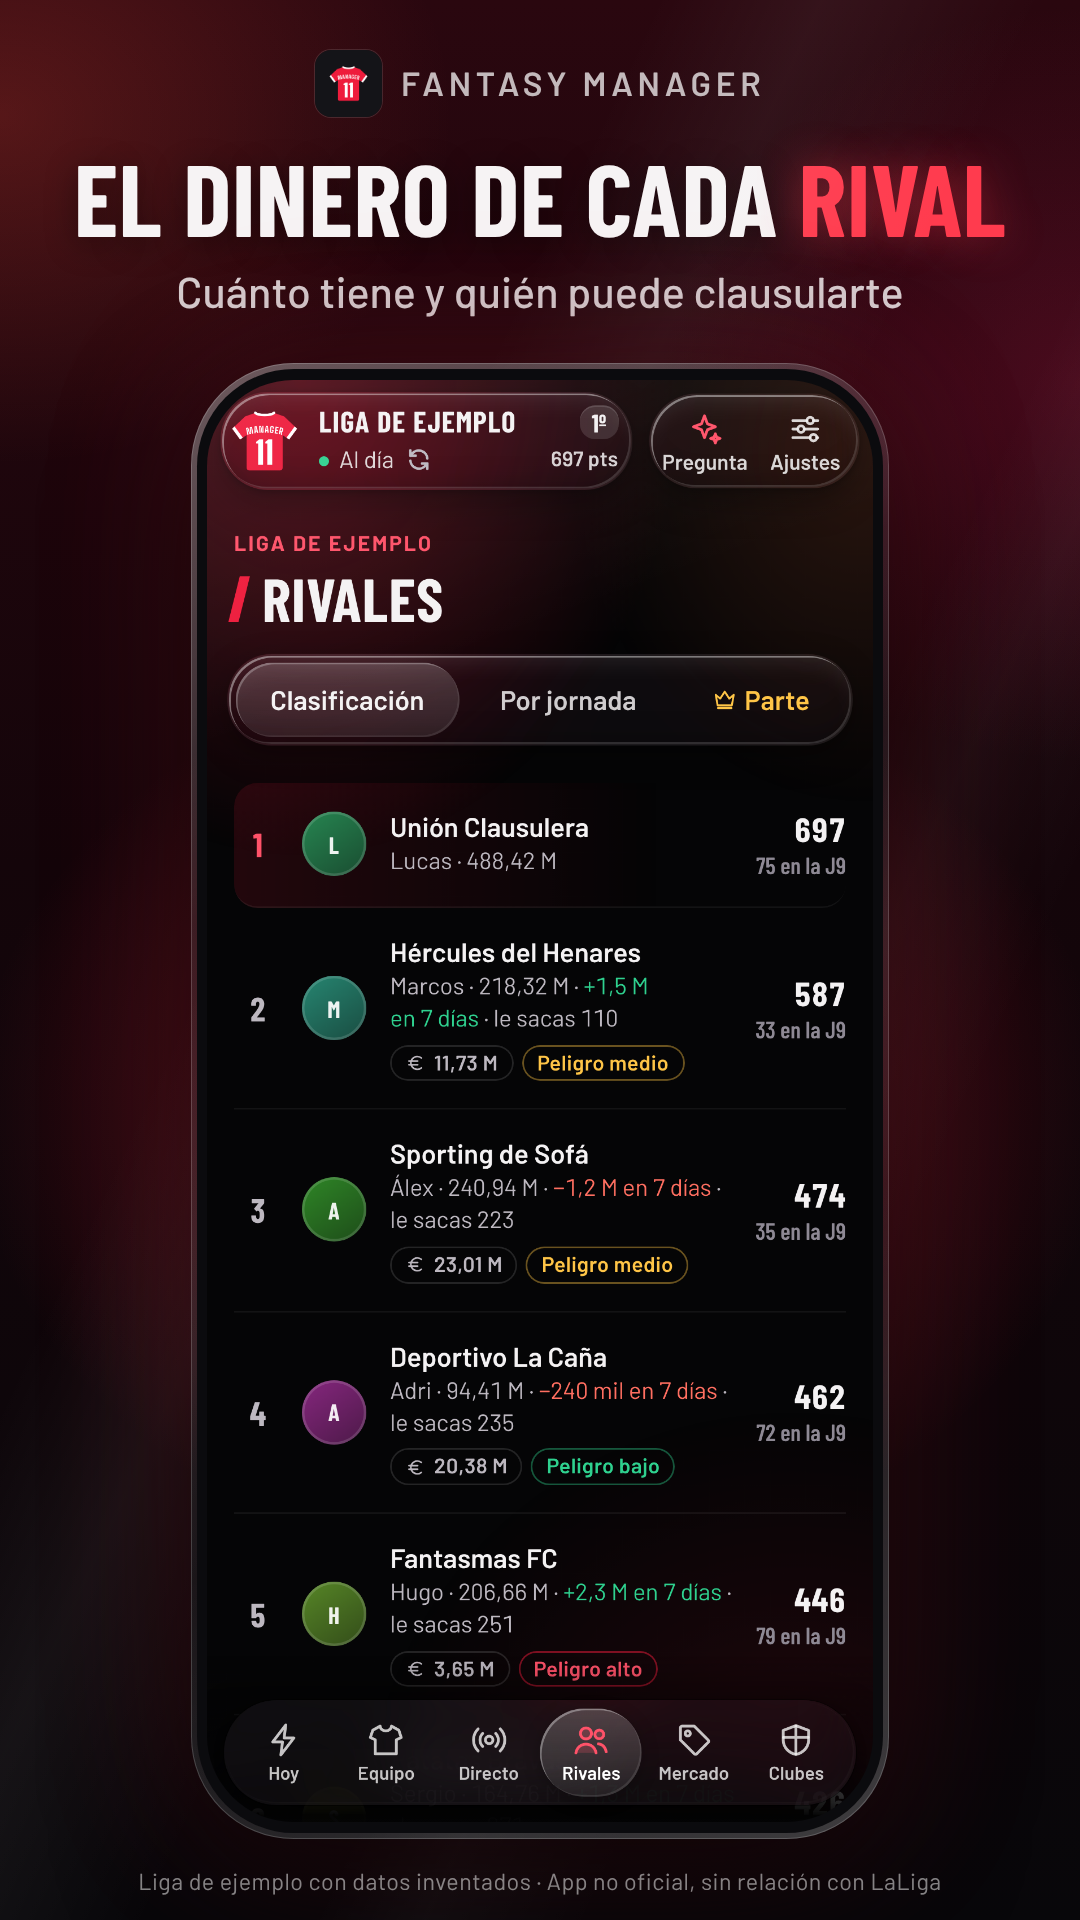 MANAGER
11
FANTASY MANAGER
EL DINERO DE CADA RIVAL
Cuánto tiene y quién puede clausularte
MANAGER
11
LIGA DE EJEMPLO
1º
Al día
697 pts
Pregunta
Ajustes
LIGA DE EJEMPLO
/ RIVALES
Clasificación
Por jornada
Parte
1
L
Unión Clausulera
Lucas · 488,42 M
697
75 en la J9
2
M
Hércules del Henares
Marcos · 218,32 M · +1,5 M
en 7 días · le sacas 110
€ 11,73 M
Peligro medio
587
33 en la J9
3
A
Sporting de Sofá
Álex · 240,94 M · −1,2 M en 7 días ·
le sacas 223
€ 23,01 M
Peligro medio
474
35 en la J9
4
A
Deportivo La Caña
Adri · 94,41 M · −240 mil en 7 días ·
le sacas 235
€ 20,38 M
Peligro bajo
462
72 en la J9
5
H
Fantasmas FC
Hugo · 206,66 M · +2,3 M en 7 días ·
le sacas 251
€ 3,65 M
Peligro alto
446
79 en la J9
Hoy
Equipo
Directo
Rivales
Mercado
Clubes
Liga de ejemplo con datos inventados · App no oficial, sin relación con LaLiga